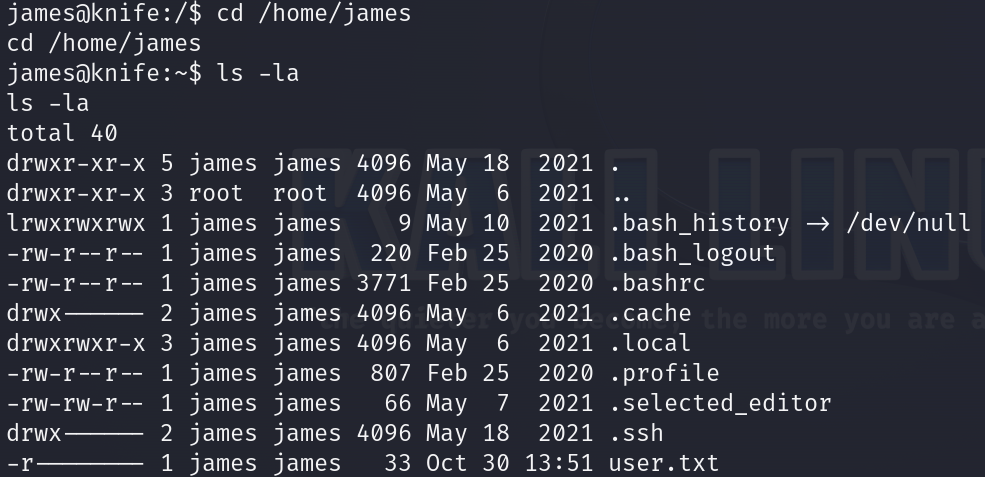 james@knife:/$ cd /home/james
cd /home/james
james@knife:~$ ls -la
ls -la
total 40
drwxr-xr-x 5 james james 4096 May 18  2021 .
drwxr-xr-x 3 root  root  4096 May  6  2021 ..
lrwxrwxrwx 1 james james    9 May 10  2021 .bash_history -> /dev/null
-rw-r--r-- 1 james james  220 Feb 25  2020 .bash_logout
-rw-r--r-- 1 james james 3771 Feb 25  2020 .bashrc
drwx------ 2 james james 4096 May  6  2021 .cache
drwxrwxr-x 3 james james 4096 May  6  2021 .local
-rw-r--r-- 1 james james  807 Feb 25  2020 .profile
-rw-rw-r-- 1 james james   66 May  7  2021 .selected_editor
drwx------ 2 james james 4096 May 18  2021 .ssh
-r-------- 1 james james   33 Oct 30 13:51 user.txt
KALI LINU
the quieter you become, the more you are a